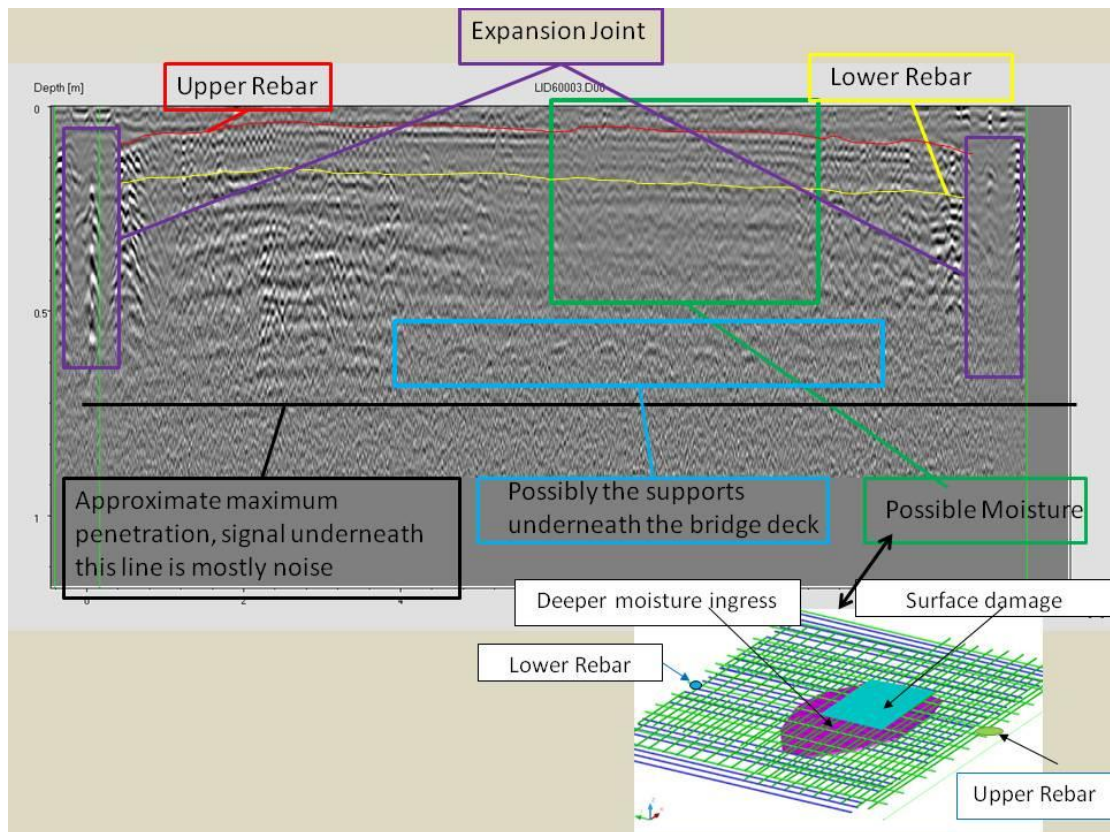 Expansion Joint
Upper Rebar
Lower Rebar
Depth [m]
LID60003.D00
0
0.5
Approximate maximum
penetration, signal underneath
this line is mostly noise
Possibly the supports
underneath the bridge deck
Possible Moisture
1
0
2
4
Deeper moisture ingress
Surface damage
Lower Rebar
Upper Rebar